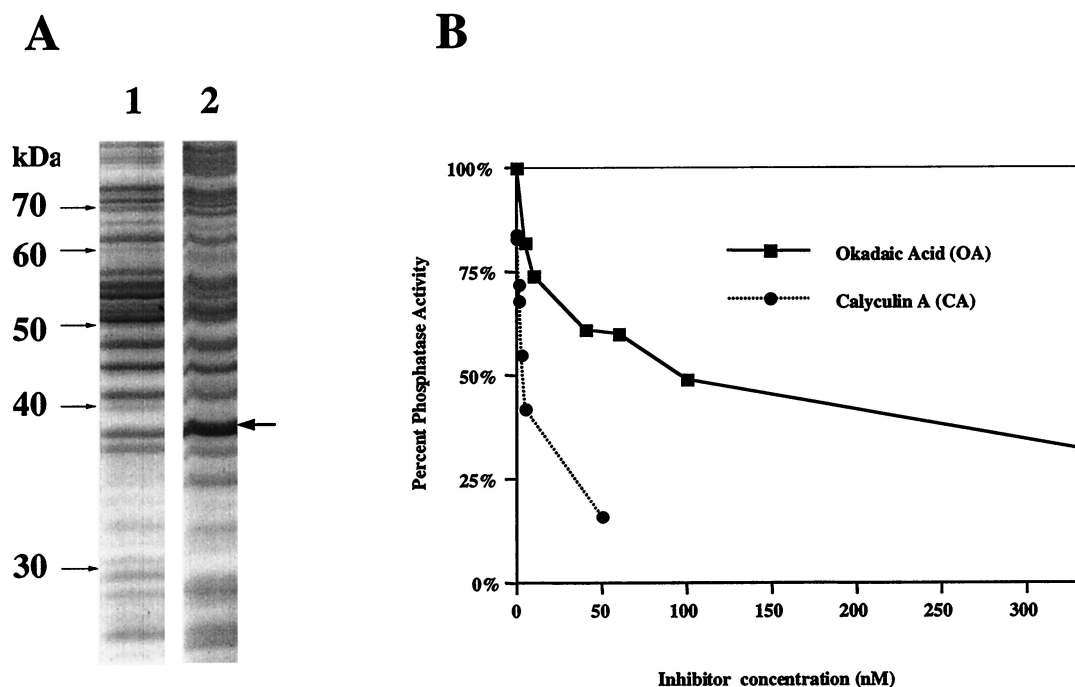 A
1 2
kDa
70
60
50
40
30
B
Percent Phosphatase Activity
100%
75%
50%
25%
0%
Okadaic Acid (OA)
Calyculin A (CA)
0 50 100 150 200 250 300
Inhibitor concentration (nM)